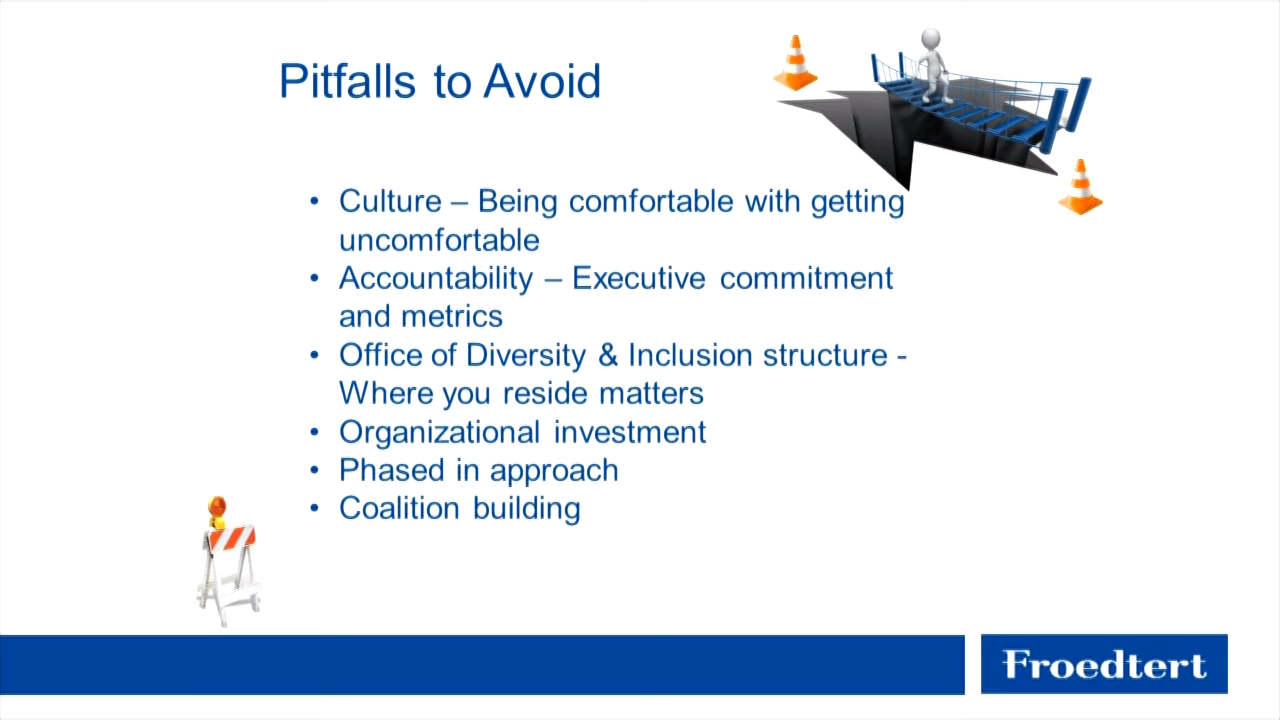 Pitfalls to Avoid
• Culture – Being comfortable with getting
uncomfortable
• Accountability – Executive commitment
and metrics
• Office of Diversity & Inclusion structure -
Where you reside matters
• Organizational investment
• Phased in approach
• Coalition building
Froedtert